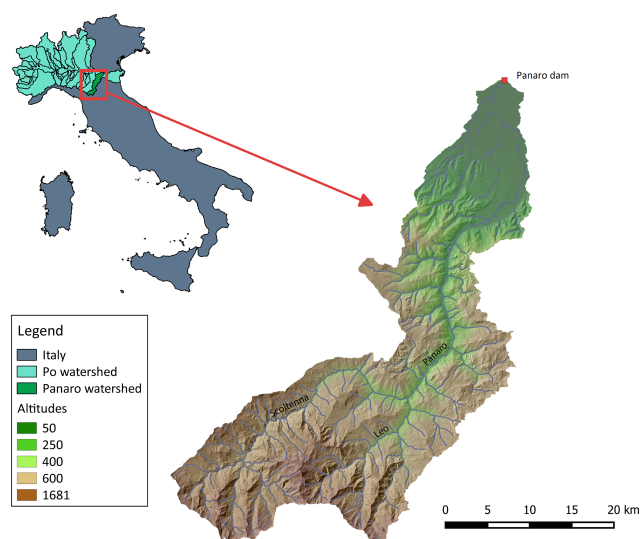 Panaro dam
Panaro
Scoltenna
Leo
Legend
Italy
Po watershed
Panaro watershed
Altitudes
50
250
400
600
1681
0 5 10 15 20 km